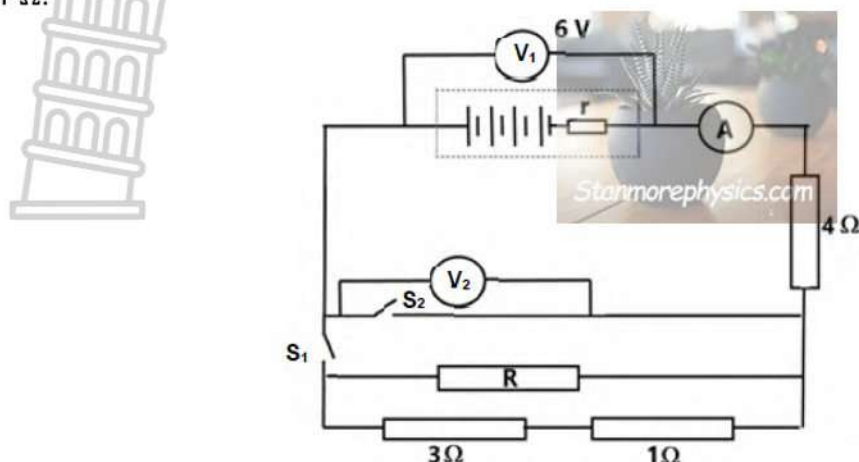 6 V
V₁
r
A
Stanmorephysics.com
4 Ω
V₂
S₂
S₁
R
3Ω
1Ω